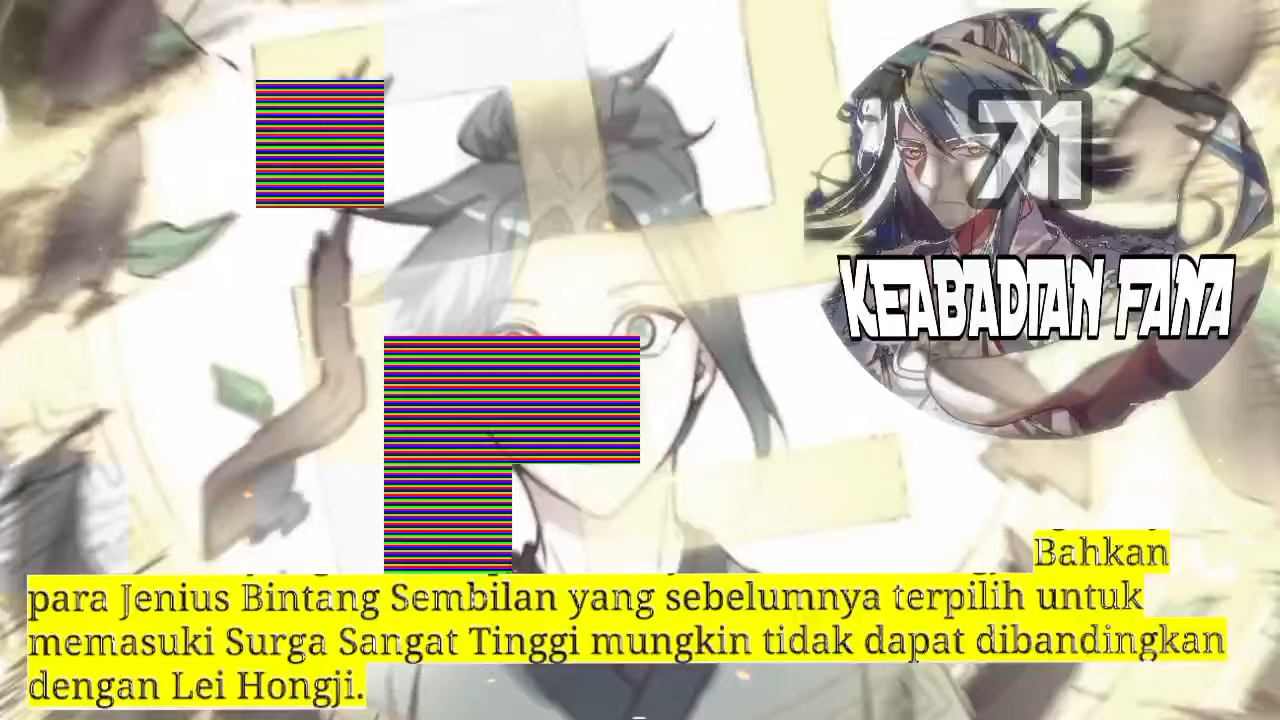 71
KEABADIAN FANA
Bahkan
para Jenius Bintang Sembilan yang sebelumnya terpilih untuk
memasuki Surga Sangat Tinggi mungkin tidak dapat dibandingkan
dengan Lei Hongji.